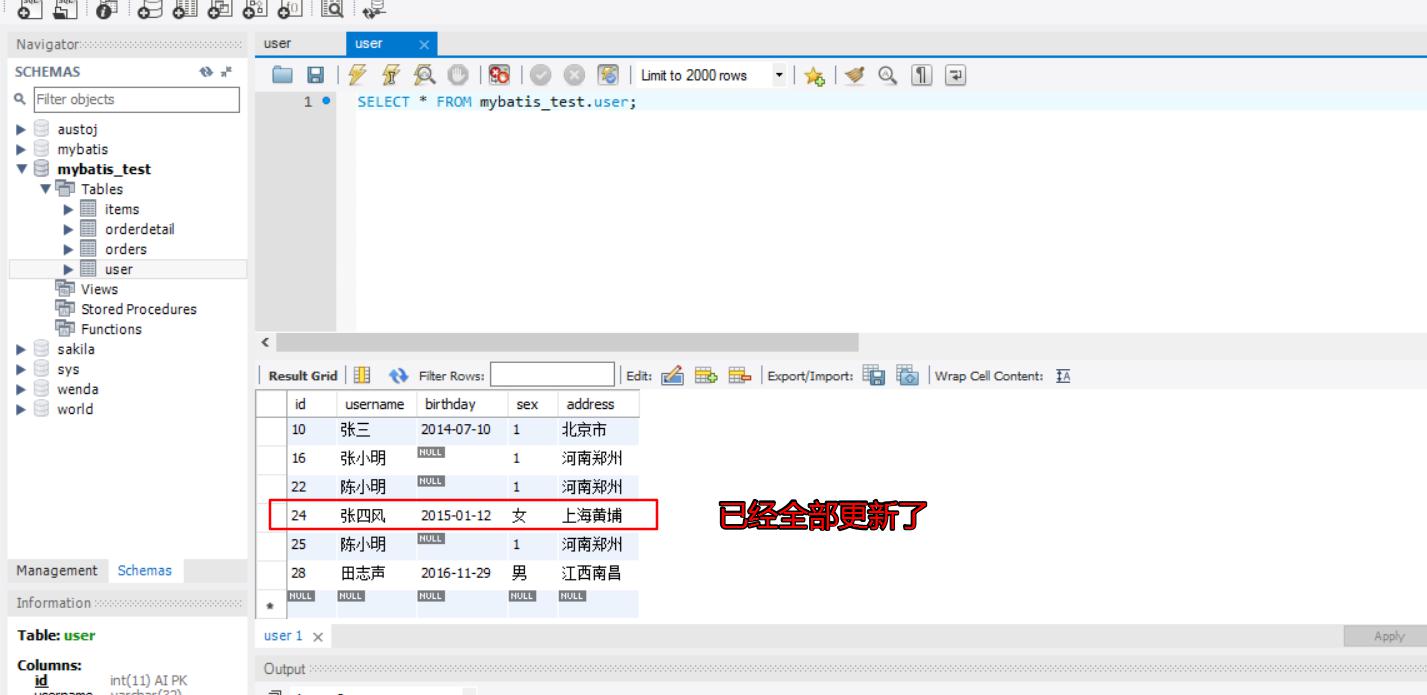 user
user
Navigator
SCHEMAS
Filter objects
austoj
mybatis
mybatis_test
Tables
items
orderdetail
orders
user
Views
Stored Procedures
Functions
sakila
sys
wenda
world
Management Schemas
Information
Table: user
Columns:
id int(11) AI PK
username varchar(32)
Limit to 2000 rows
1 SELECT * FROM mybatis_test.user;
Result Grid Filter Rows: Edit: Export/Import: Wrap Cell Content:
id username birthday sex address
10 张三 2014-07-10 1 北京市
16 张小明 NULL 1 河南郑州
22 陈小明 NULL 1 河南郑州
24 张四风 2015-01-12 女 上海黄埔
已经全部更新了
25 陈小明 NULL 1 河南郑州
28 田志声 2016-11-29 男 江西南昌
* NULL NULL NULL NULL NULL
user 1
Apply
Output